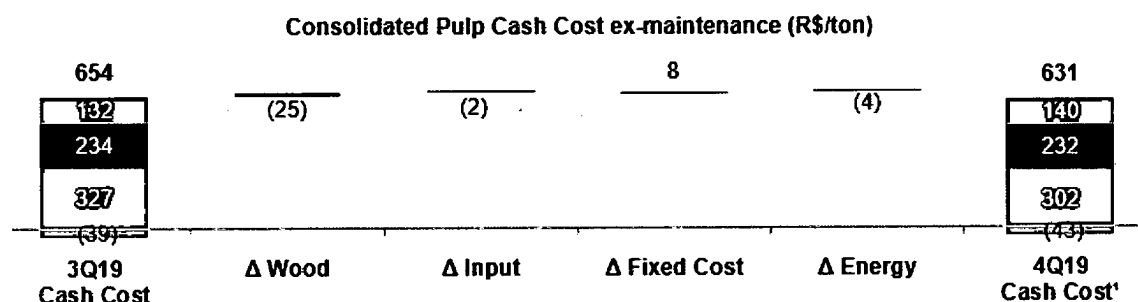 Consolidated Pulp Cash Cost ex-maintenance (R$/ton)
654 8 631
132 (25) (2) (4) 140
234 232
327 302
(39) (43)
3Q19 Δ Wood Δ Input Δ Fixed Cost Δ Energy 4Q19
Cash Cost Cash Cost¹